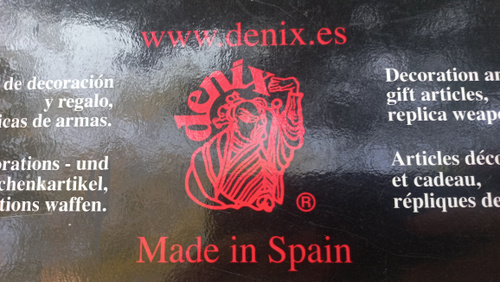 www.denix.es
de decoración
y regalo,
icas de armas.
orations - und
chenkartikel,
tions waffen.
denix
®
Made in Spain
Decoration an
gift articles,
replica weapo
Articles déco
et cadeau,
répliques de